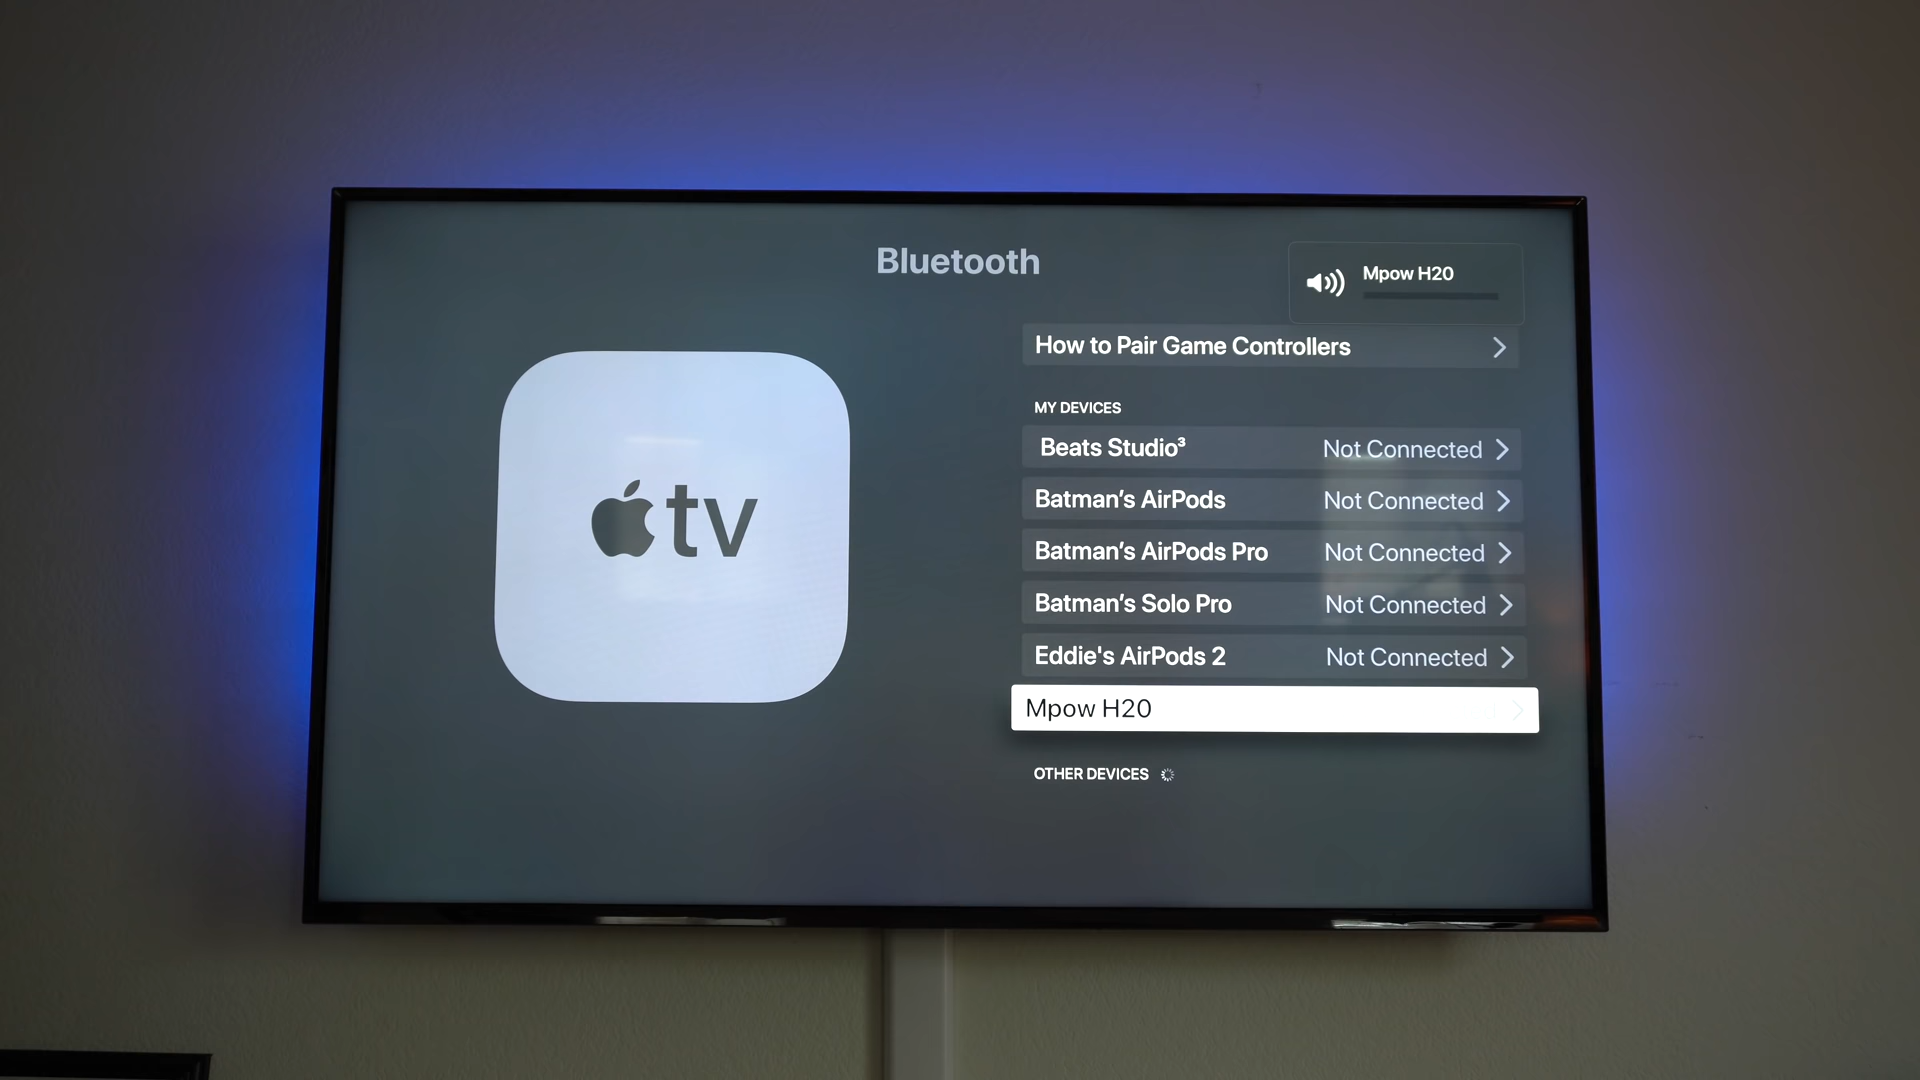 Bluetooth
Mpow H20
How to Pair Game Controllers
MY DEVICES
Beats Studio³ Not Connected
Batman’s AirPods Not Connected
Batman’s AirPods Pro Not Connected
Batman’s Solo Pro Not Connected
Eddie's AirPods 2 Not Connected
Mpow H20
OTHER DEVICES
tv